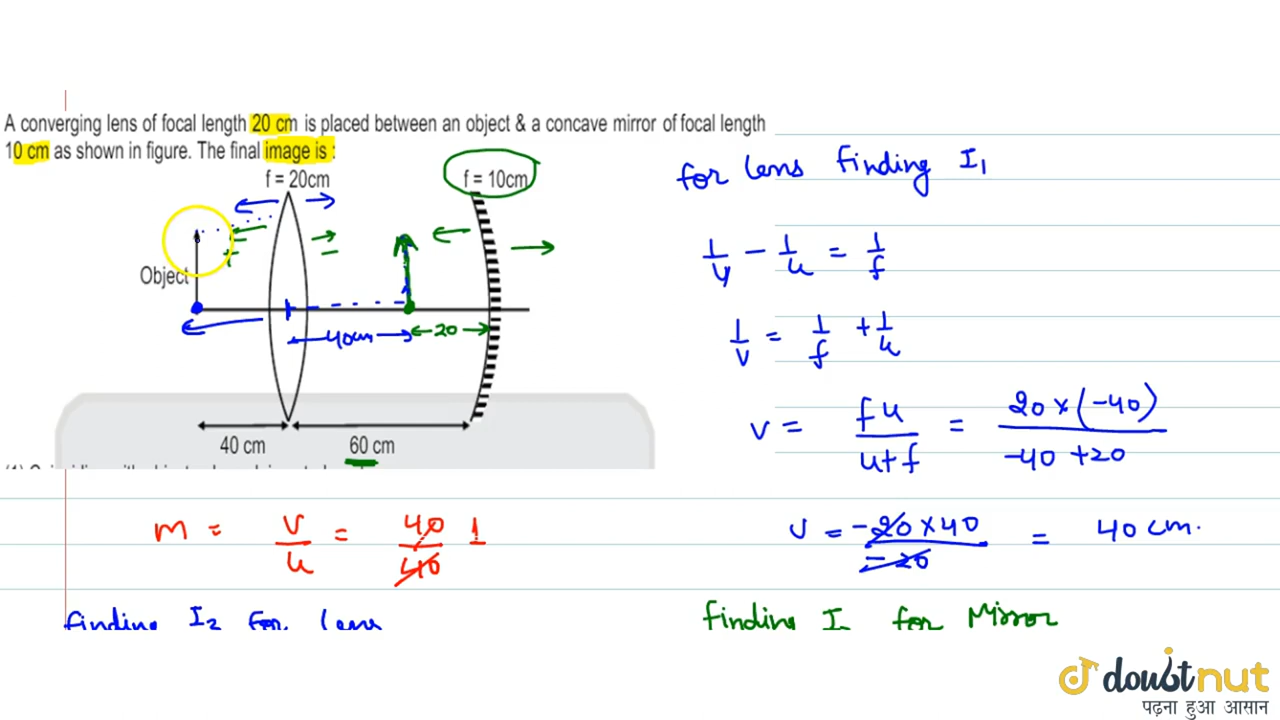 A converging lens of focal length 20 cm is placed between an object & a concave mirror of focal length
10 cm as shown in figure. The final image is :
f = 20cm
f = 10cm
Object
40cm
20
40 cm
60 cm
for lens finding I₁
1/v - 1/u = 1/f
1/v = 1/f + 1/u
v = fu/u+f = 20×(-40)/-40+20
v = -20×40/-20 = 40 cm.
m = v/u = 40/40 1
finding I₂ for lens
finding I for Mirror
doubtnut
पढ़ना हुआ आसान